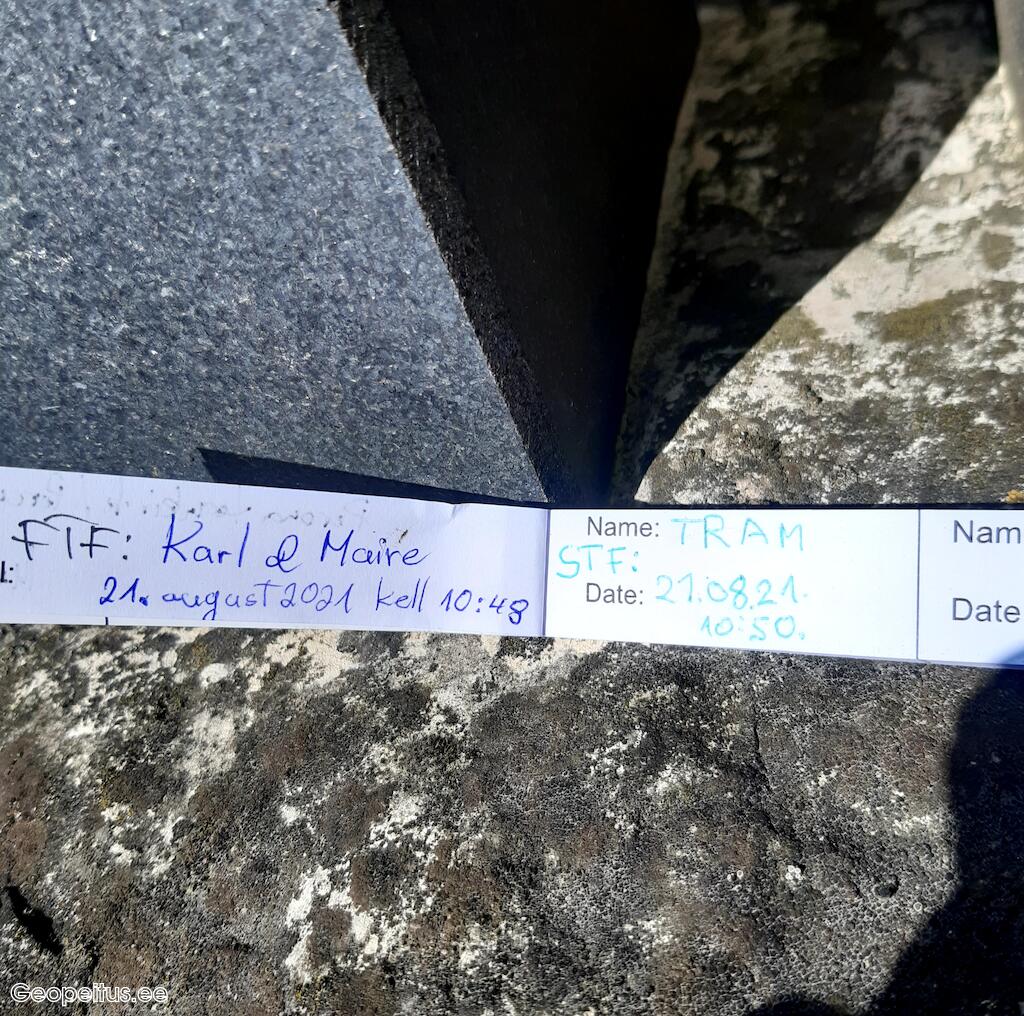 FTF: Karl & Maire
21. august 2021 kell 10:48
Name: TRAM
STF:
Date: 21.08.21.
10:50.
Nam
Date
Geopeitus.ee